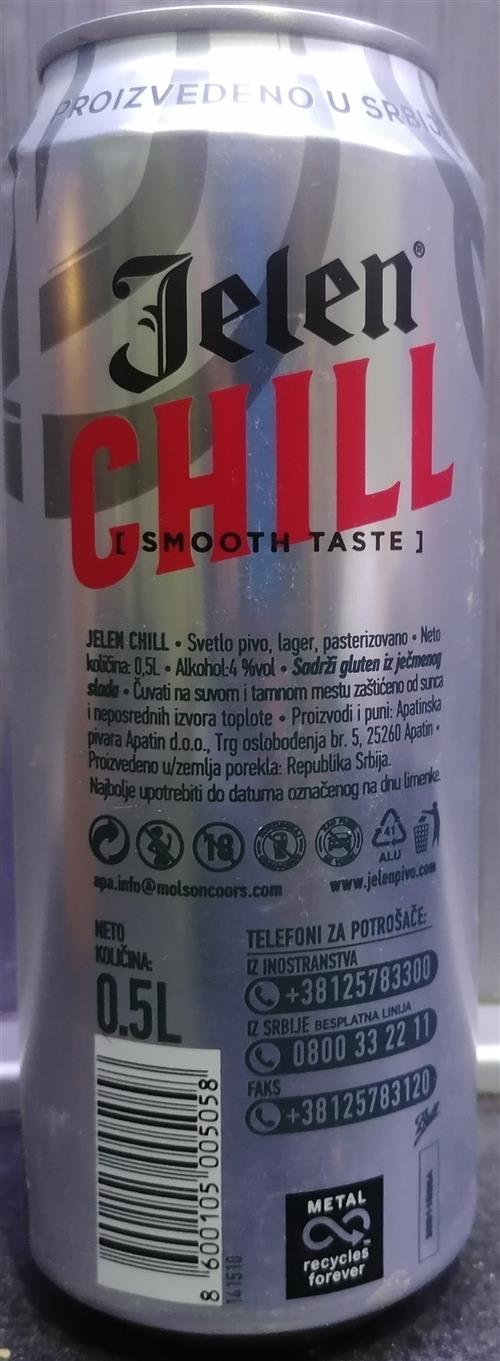 PROIZVEDENO U SRBIJI
Jelen®
CHILL
[ SMOOTH TASTE ]
JELEN CHILL • Svetlo pivo, lager, pasterizovano • Neto
količina: 0,5L • Alkohol:4 %vol • Sadrži gluten iz ječmenog
slada • Čuvati na suvom i tamnom mestu zaštićeno od sunca
i neposrednih izvora toplote • Proizvodi i puni: Apatinska
pivara Apatin d.o.o., Trg oslobođenja br. 5, 25260 Apatin •
Proizvedeno u/zemlja porekla: Republika Srbija.
Najbolje upotrebiti do datuma označenog na dnu limenke.
18
41
ALU
apa.info@molsoncoors.com
www.jelenpivo.com
NETO
KOLIČINA:
0.5L
TELEFONI ZA POTROŠAČE:
IZ INOSTRANSTVA
+38125783300
IZ SRBIJE BESPLATNA LINIJA
0800 33 22 11
FAKS
+38125783120
Ball
8 600105 005058
141510
METAL
recycles
forever™